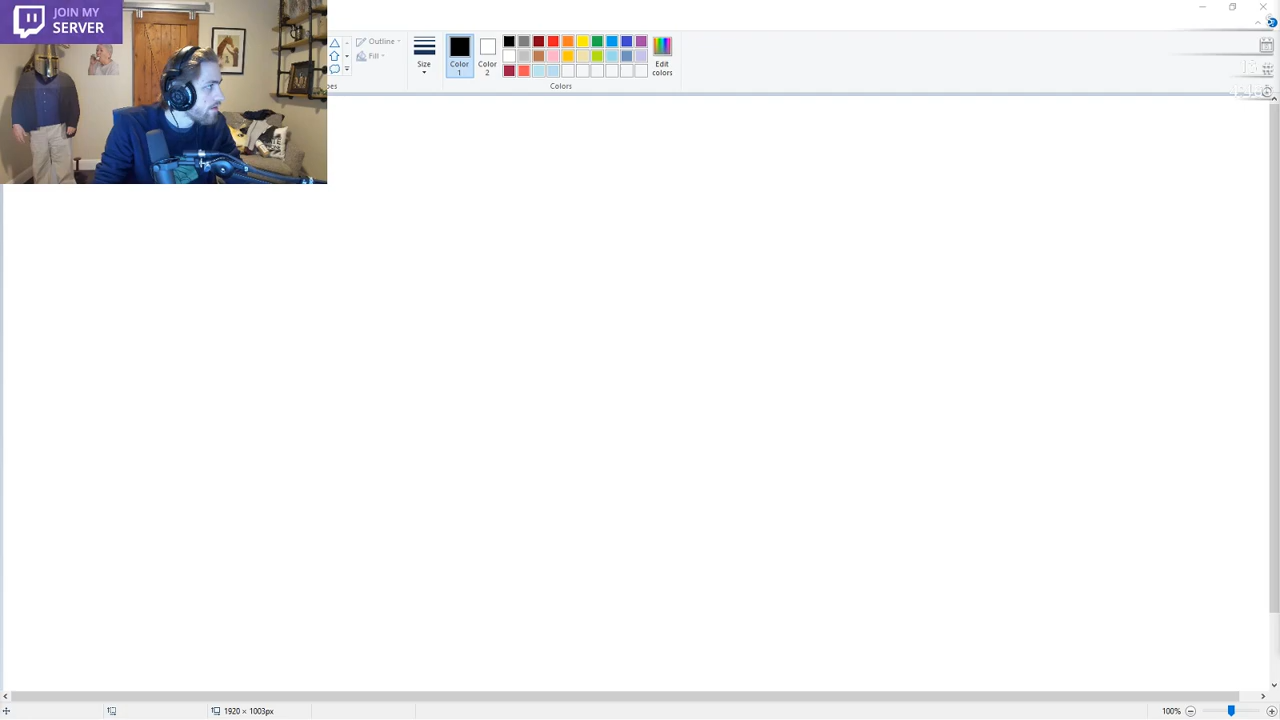 JOIN MY
SERVER
Outline
Fill
Size
Color
1
Color
2
Edit
colors
Colors
1920 × 1003px
100%